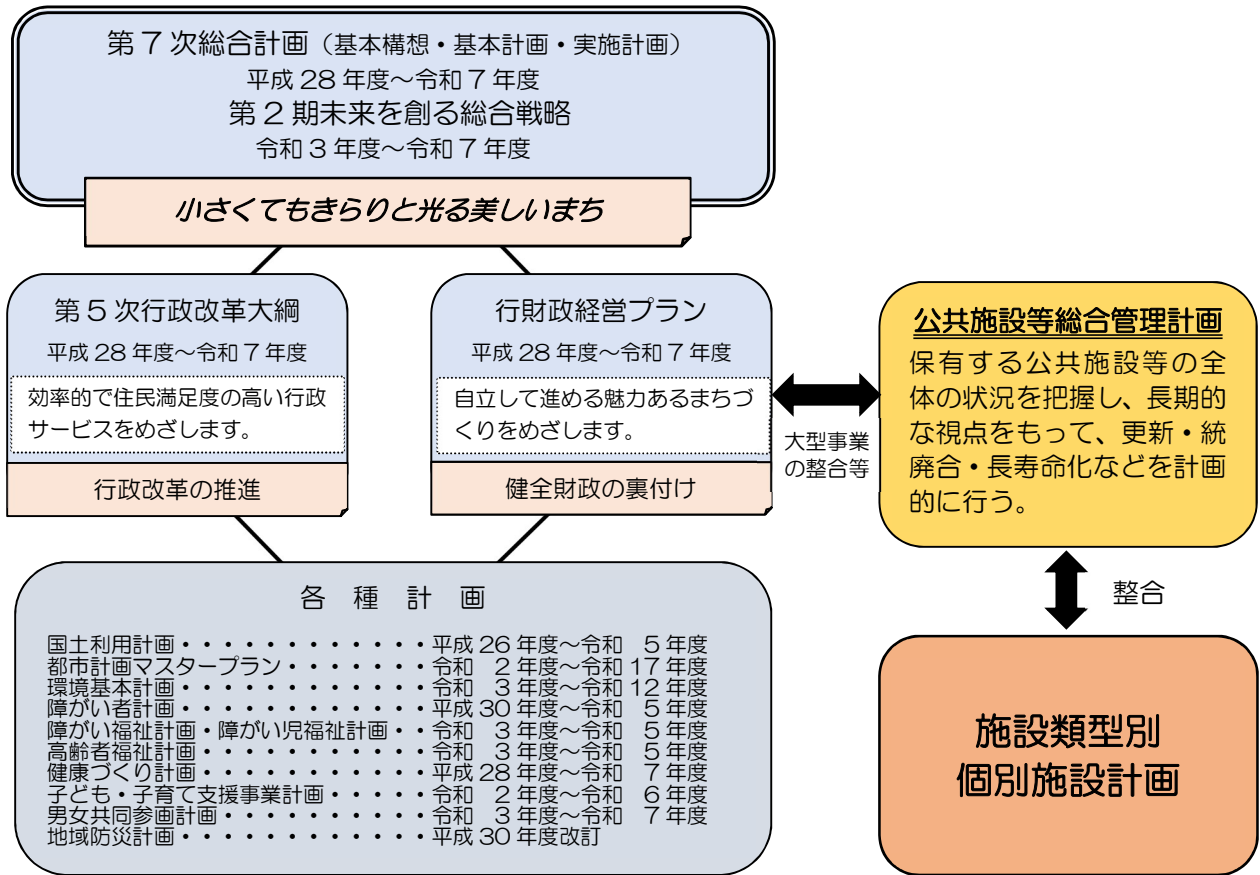 第７次総合計画（基本構想・基本計画・実施計画）
平成 28 年度～令和７年度
第２期未来を創る総合戦略
令和３年度～令和７年度
小さくてもきらりと光る美しいまち
第５次行政改革大綱
平成 28 年度～令和７年度
効率的で住民満足度の高い行政
サービスをめざします。
行政改革の推進
行財政経営プラン
平成 28 年度～令和７年度
自立して進める魅力あるまちづ
くりをめざします。
健全財政の裏付け
大型事業
の整合等
公共施設等総合管理計画
保有する公共施設等の全
体の状況を把握し、長期的
な視点をもって、更新・統
廃合・長寿命化などを計画
的に行う。
整合
施設類型別
個別施設計画
各　種　計　画
国土利用計画・・・・・・・・・・・・平成 26 年度～令和　５年度
都市計画マスタープラン・・・・・・・令和　２年度～令和 17 年度
環境基本計画・・・・・・・・・・・・令和　３年度～令和 12 年度
障がい者計画・・・・・・・・・・・・平成 30 年度～令和　５年度
障がい福祉計画・障がい児福祉計画・・令和　３年度～令和　５年度
高齢者福祉計画・・・・・・・・・・・令和　３年度～令和　５年度
健康づくり計画・・・・・・・・・・・平成 28 年度～令和　７年度
子ども・子育て支援事業計画・・・・・令和　２年度～令和　６年度
男女共同参画計画・・・・・・・・・・令和　３年度～令和　７年度
地域防災計画・・・・・・・・・・・・平成 30 年度改訂